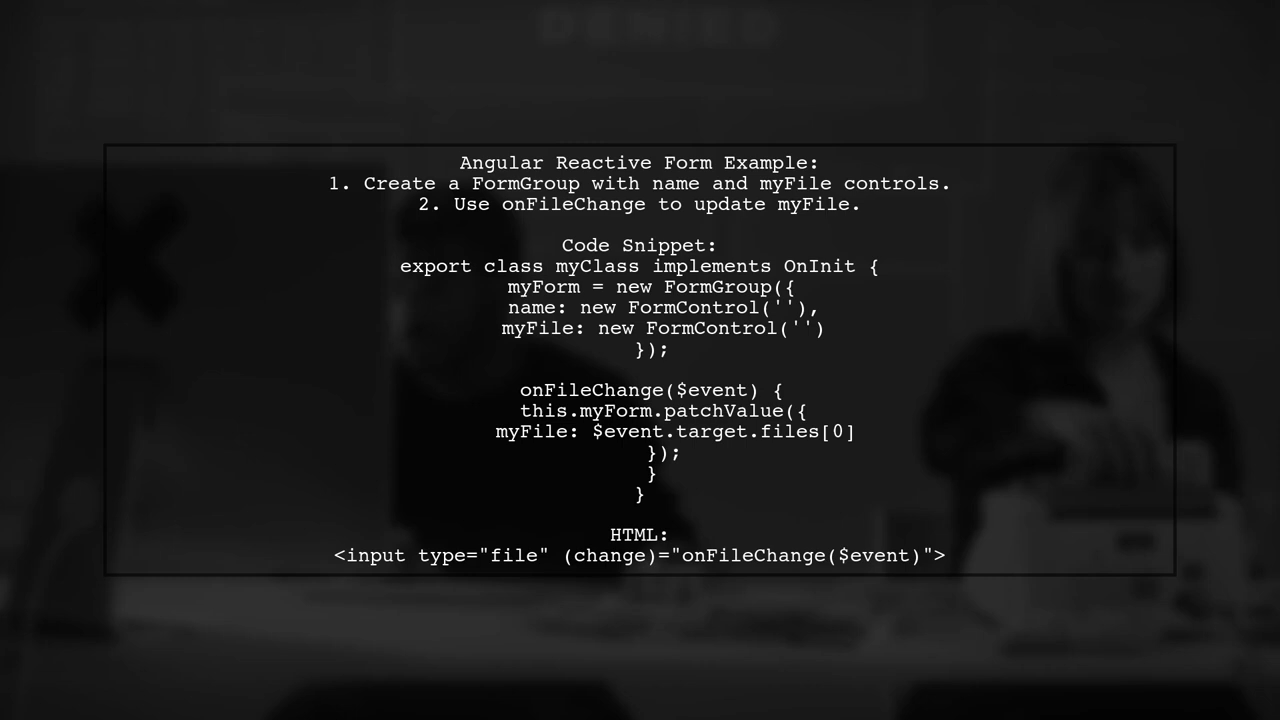 Angular Reactive Form Example:
1. Create a FormGroup with name and myFile controls.
2. Use onFileChange to update myFile.
Code Snippet:
export class myClass implements OnInit {
myForm = new FormGroup({
name: new FormControl(''),
myFile: new FormControl('')
});
onFileChange($event) {
this.myForm.patchValue({
myFile: $event.target.files[0]
});
}
}
HTML:
<input type="file" (change)="onFileChange($event)">